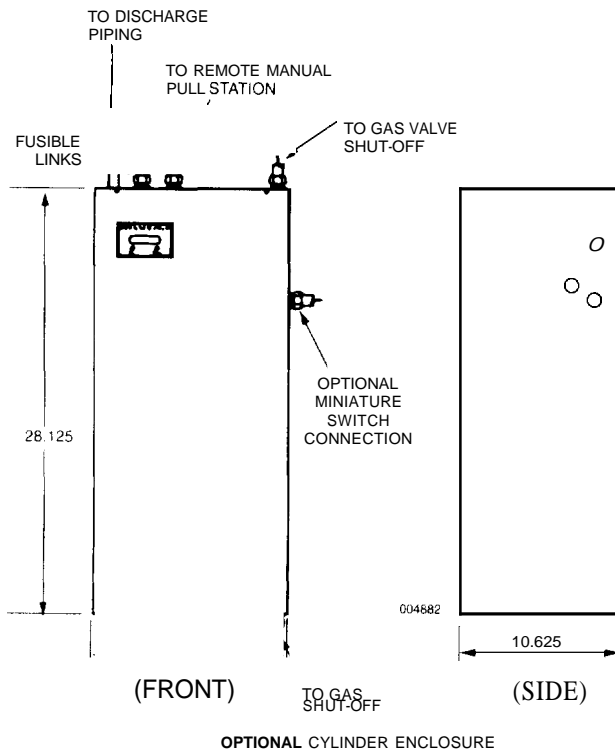 TO DISCHARGE
PIPING
TO REMOTE MANUAL
PULL STATION
TO GAS VALVE
SHUT-OFF
FUSIBLE
LINKS
OPTIONAL
MINIATURE
SWITCH
CONNECTION
28.125
004882
10.625
(FRONT)
TO GAS
SHUT-OFF
(SIDE)
OPTIONAL CYLINDER ENCLOSURE